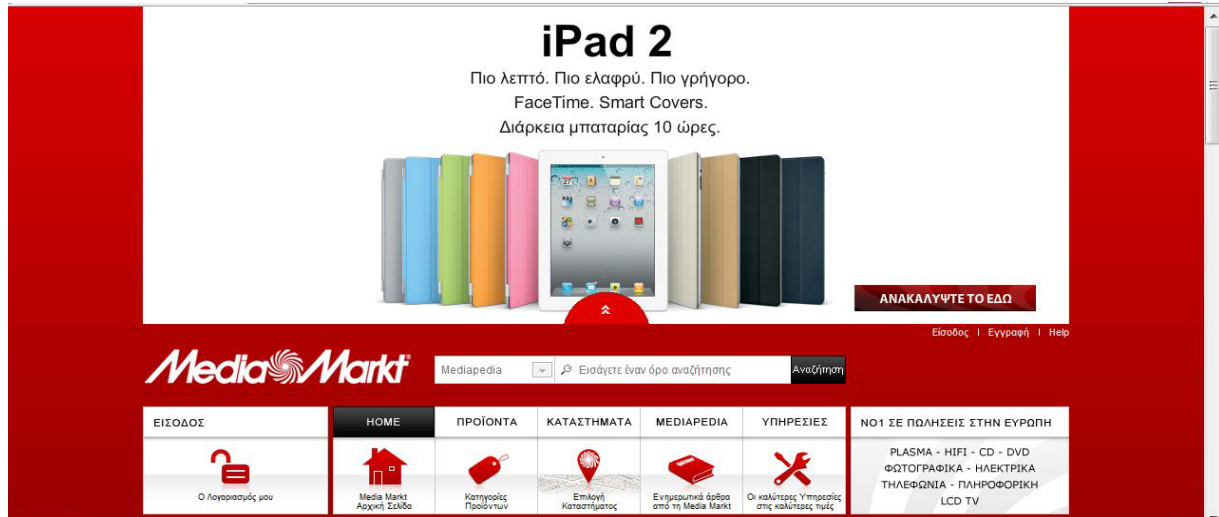 iPad 2
Πιο λεπτό. Πιο ελαφρύ. Πιο γρήγορο.
FaceTime. Smart Covers.
Διάρκεια μπαταρίας 10 ώρες.
ΑΝΑΚΑΛΥΨΤΕ ΤΟ ΕΔΩ
Είσοδος | Εγγραφή | Help
Media Markt
Mediapedia
Εισάγετε έναν όρο αναζήτησης
Αναζήτηση
ΕΙΣΟΔΟΣ
HOME
ΠΡΟΪΟΝΤΑ
ΚΑΤΑΣΤΗΜΑΤΑ
MEDIAPEDIA
ΥΠΗΡΕΣΙΕΣ
ΝΟ1 ΣΕ ΠΩΛΗΣΕΙΣ ΣΤΗΝ ΕΥΡΩΠΗ
Ο Λογαριασμός μου
Media Markt
Αρχική Σελίδα
Κατηγορίες
Προϊόντων
Επιλογή
Καταστήματος
Ενημερωτικά άρθρα
από τη Media Markt
Οι καλύτερες Υπηρεσίες
στις καλύτερες τιμές
PLASMA - HIFI - CD - DVD
ΦΩΤΟΓΡΑΦΙΚΑ - ΗΛΕΚΤΡΙΚΑ
ΤΗΛΕΦΩΝΙΑ - ΠΛΗΡΟΦΟΡΙΚΗ
LCD TV